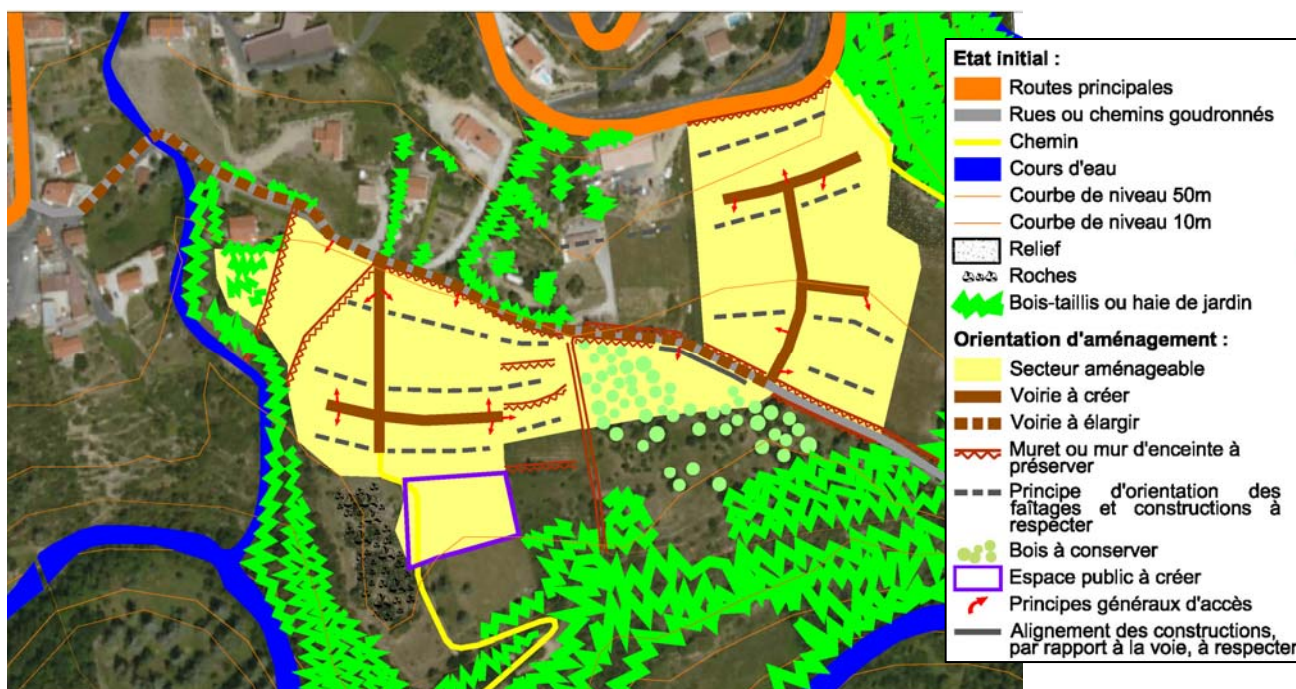 Etat initial :
Routes principales
Rues ou chemins goudronnés
Chemin
Cours d'eau
Courbe de niveau 50m
Courbe de niveau 10m
Relief
Roches
Bois-taillis ou haie de jardin
Orientation d'aménagement :
Secteur aménageable
Voirie à créer
Voirie à élargir
Muret ou mur d'enceinte à
préserver
Principe d'orientation des
faîtages et constructions à
respecter
Bois à conserver
Espace public à créer
Principes généraux d'accès
Alignement des constructions,
par rapport à la voie, à respecter